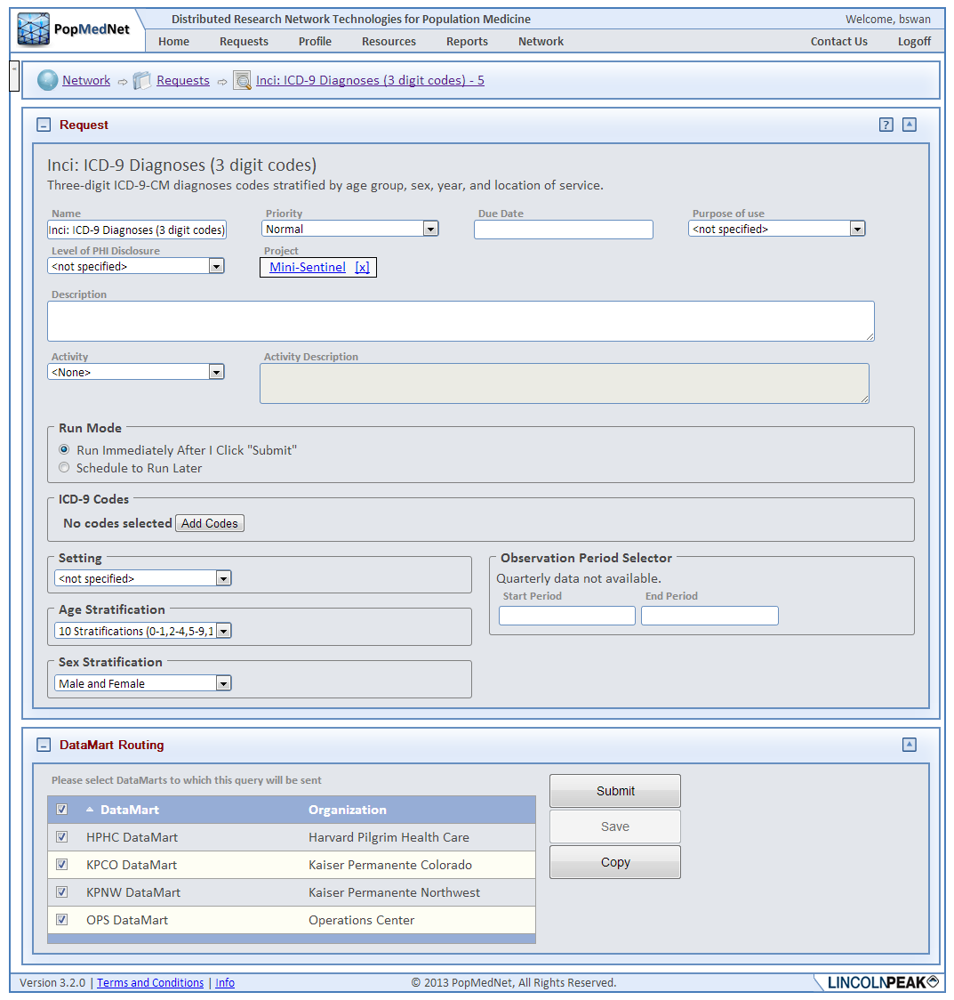 PopMedNet
Distributed Research Network Technologies for Population Medicine
Welcome, bswan
Home Requests Profile Resources Reports Network Contact Us Logoff
Network Requests Inci: ICD-9 Diagnoses (3 digit codes) - 5
Request
?
Inci: ICD-9 Diagnoses (3 digit codes)
Three-digit ICD-9-CM diagnoses codes stratified by age group, sex, year, and location of service.
Name Priority Due Date Purpose of use
Inci: ICD-9 Diagnoses (3 digit codes) Normal <not specified>
Level of PHI Disclosure Project
<not specified> Mini-Sentinel [x]
Description
Activity Activity Description
<None>
Run Mode
Run Immediately After I Click "Submit"
Schedule to Run Later
ICD-9 Codes
No codes selected Add Codes
Setting
<not specified>
Observation Period Selector
Quarterly data not available.
Start Period End Period
Age Stratification
10 Stratifications (0-1,2-4,5-9,1
Sex Stratification
Male and Female
DataMart Routing
Please select DataMarts to which this query will be sent
DataMart Organization
HPHC DataMart Harvard Pilgrim Health Care
KPCO DataMart Kaiser Permanente Colorado
KPNW DataMart Kaiser Permanente Northwest
OPS DataMart Operations Center
Submit
Save
Copy
Version 3.2.0 | Terms and Conditions | Info
© 2013 PopMedNet, All Rights Reserved.
LINCOLNPEAK